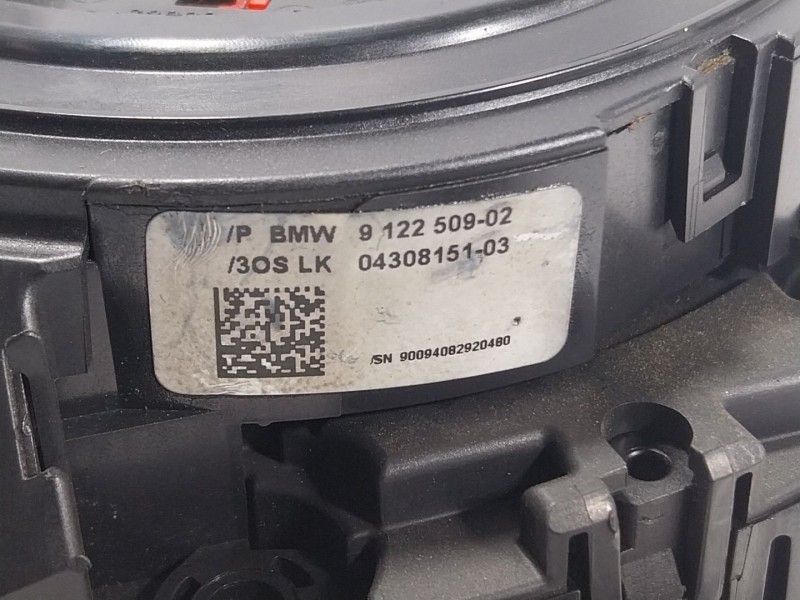 /P BMW 9 122 509-02
/3OS LK 04308151-03
/SN 90094082920480